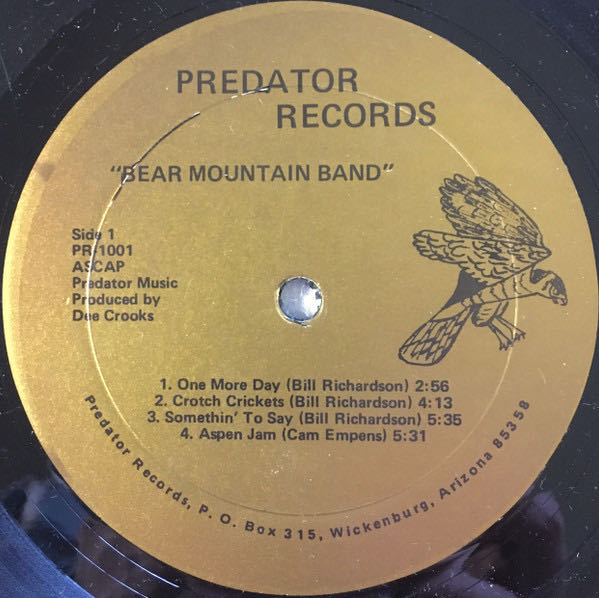 PREDATOR
RECORDS
"BEAR MOUNTAIN BAND"
Side 1
PR-1001
ASCAP
Predator Music
Produced by
Dee Crooks
1. One More Day (Bill Richardson) 2:56
2. Crotch Crickets (Bill Richardson) 4:13
3. Somethin' To Say (Bill Richardson) 5:35
4. Aspen Jam (Cam Empens) 5:31
Predator Records, P. O. Box 315, Wickenburg, Arizona 85358